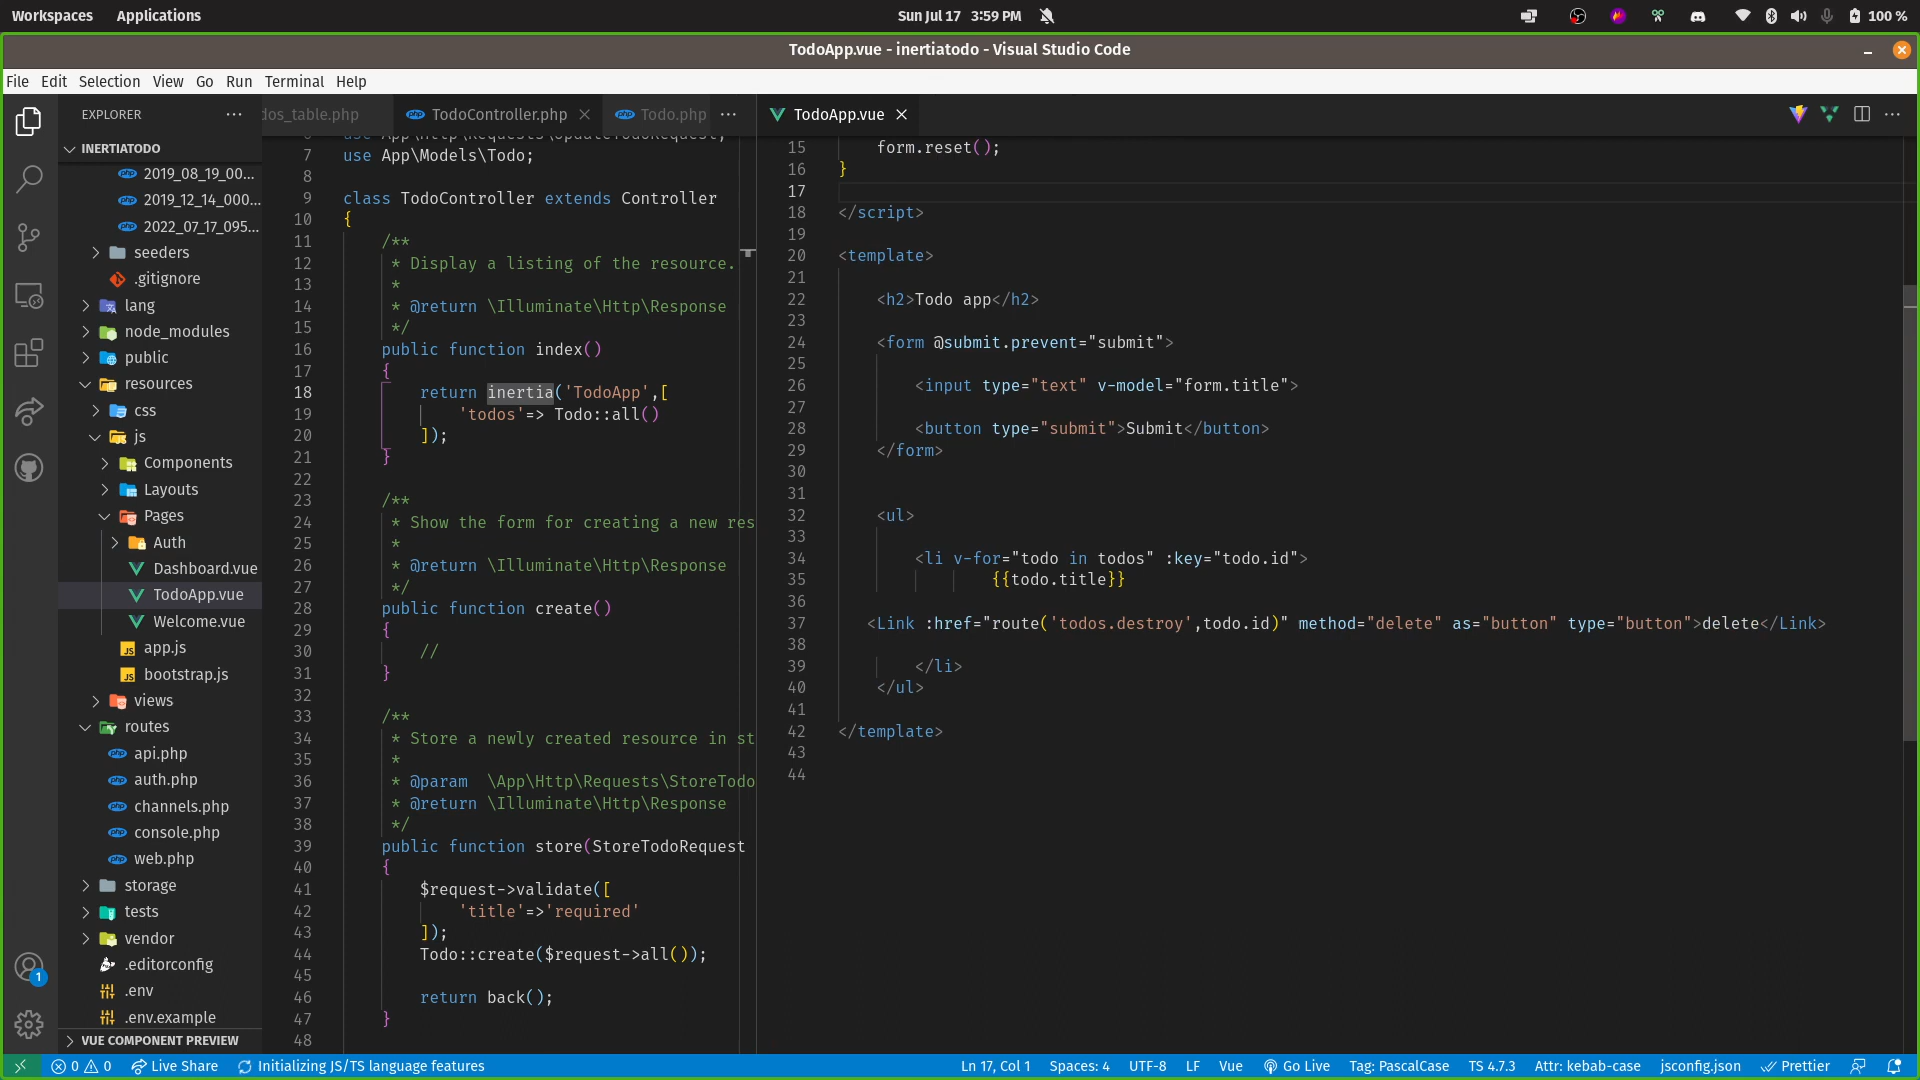 Workspaces Applications Sun Jul 17 3:59 PM 100 %
TodoApp.vue - inertiatodo - Visual Studio Code
File Edit Selection View Go Run Terminal Help
EXPLORER
INERTIATODO
2019_08_19_00...
2019_12_14_000...
2022_07_17_095...
seeders
.gitignore
lang
node_modules
public
resources
css
js
Components
Layouts
Pages
Auth
Dashboard.vue
TodoApp.vue
Welcome.vue
app.js
bootstrap.js
views
routes
api.php
auth.php
channels.php
console.php
web.php
storage
tests
vendor
.editorconfig
.env
.env.example
VUE COMPONENT PREVIEW
dos_table.php TodoController.php Todo.php
6 use App\Http\Requests\UpdateTodoRequest;
7 use App\Models\Todo;
8
9 class TodoController extends Controller
10 {
11 /**
12 * Display a listing of the resource.
13 *
14 * @return \Illuminate\Http\Response
15 */
16 public function index()
17 {
18 return inertia('TodoApp',[
19 'todos'=> Todo::all()
20 ]);
21 }
22
23 /**
24 * Show the form for creating a new res
25 *
26 * @return \Illuminate\Http\Response
27 */
28 public function create()
29 {
30 //
31 }
32
33 /**
34 * Store a newly created resource in st
35 *
36 * @param \App\Http\Requests\StoreTodo
37 * @return \Illuminate\Http\Response
38 */
39 public function store(StoreTodoRequest
40 {
41 $request->validate([
42 'title'=>'required'
43 ]);
44 Todo::create($request->all());
45
46 return back();
47 }
48
TodoApp.vue
15 form.reset();
16 }
17
18 </script>
19
20 <template>
21
22 <h2>Todo app</h2>
23
24 <form @submit.prevent="submit">
25
26 <input type="text" v-model="form.title">
27
28 <button type="submit">Submit</button>
29 </form>
30
31
32 <ul>
33
34 <li v-for="todo in todos" :key="todo.id">
35 {{todo.title}}
36
37 <Link :href="route('todos.destroy',todo.id)" method="delete" as="button" type="button">delete</Link>
38
39 </li>
40 </ul>
41
42 </template>
43
44
1
0 0 Live Share Initializing JS/TS language features Ln 17, Col 1 Spaces: 4 UTF-8 LF Vue Go Live Tag: PascalCase TS 4.7.3 Attr: kebab-case jsconfig.json Prettier